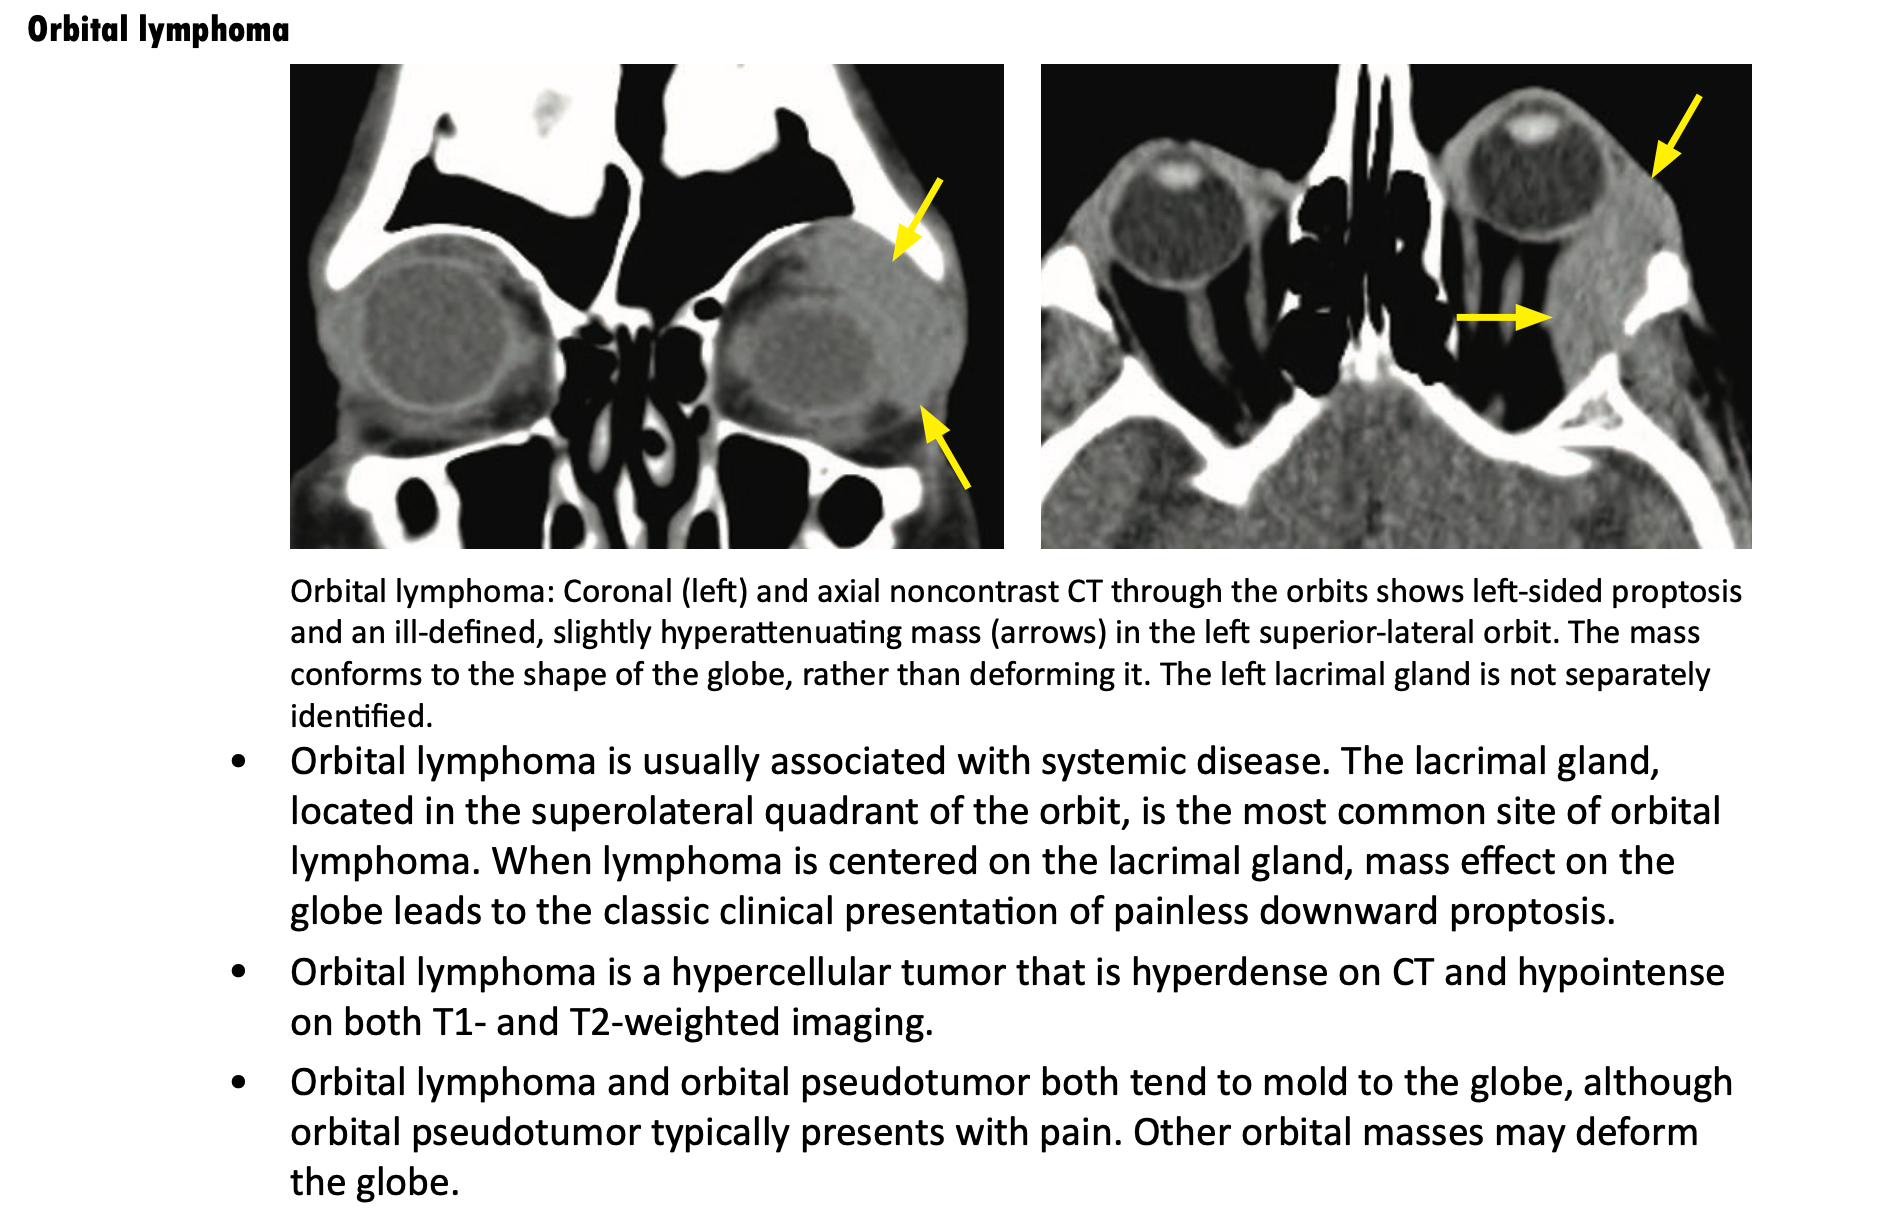 Orbital lymphoma
Orbital lymphoma: Coronal (left) and axial noncontrast CT through the orbits shows left-sided proptosis
and an ill-defined, slightly hyperattenuating mass (arrows) in the left superior-lateral orbit. The mass
conforms to the shape of the globe, rather than deforming it. The left lacrimal gland is not separately
identified.
• Orbital lymphoma is usually associated with systemic disease. The lacrimal gland,
located in the superolateral quadrant of the orbit, is the most common site of orbital
lymphoma. When lymphoma is centered on the lacrimal gland, mass effect on the
globe leads to the classic clinical presentation of painless downward proptosis.
• Orbital lymphoma is a hypercellular tumor that is hyperdense on CT and hypointense
on both T1- and T2-weighted imaging.
• Orbital lymphoma and orbital pseudotumor both tend to mold to the globe, although
orbital pseudotumor typically presents with pain. Other orbital masses may deform
the globe.